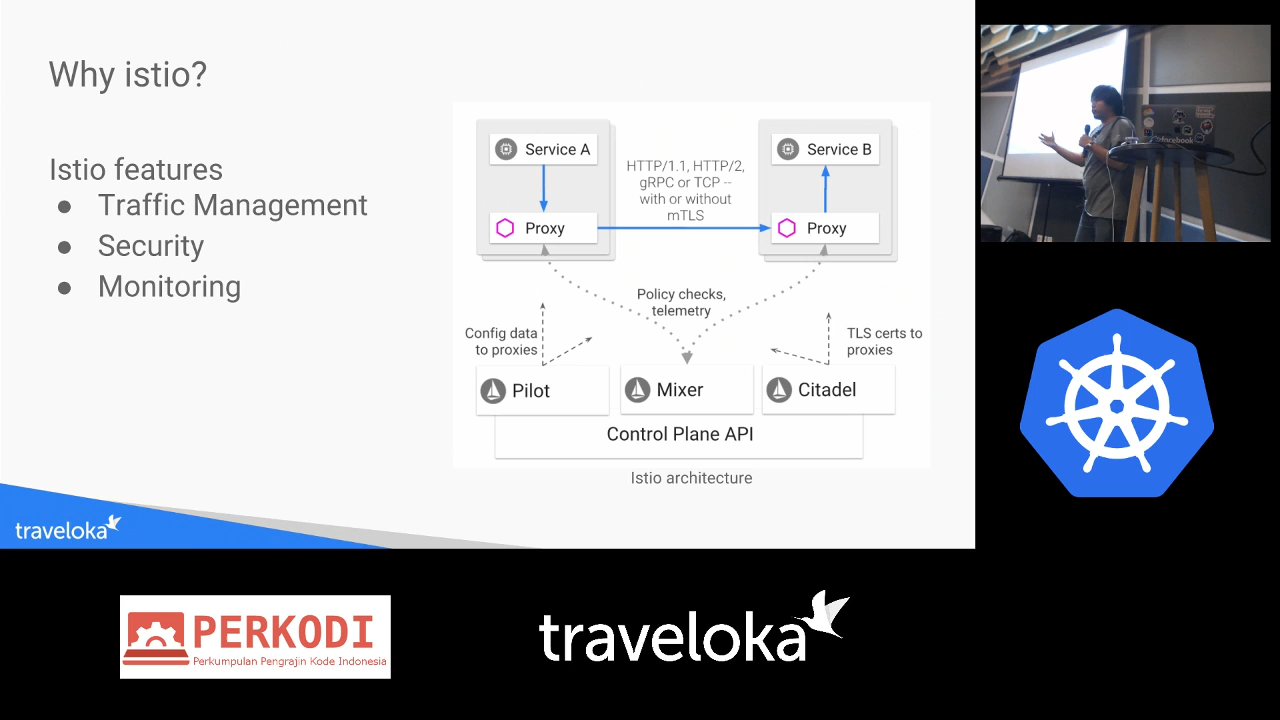 Why istio?
Istio features
● Traffic Management
● Security
● Monitoring
Service A
Proxy
HTTP/1.1, HTTP/2,
gRPC or TCP --
with or without
mTLS
Service B
Proxy
Policy checks,
telemetry
Config data
to proxies
TLS certs to
proxies
Pilot
Mixer
Citadel
Control Plane API
Istio architecture
traveloka
facebook
PERKODI
Perkumpulan Pengrajin Kode Indonesia
traveloka